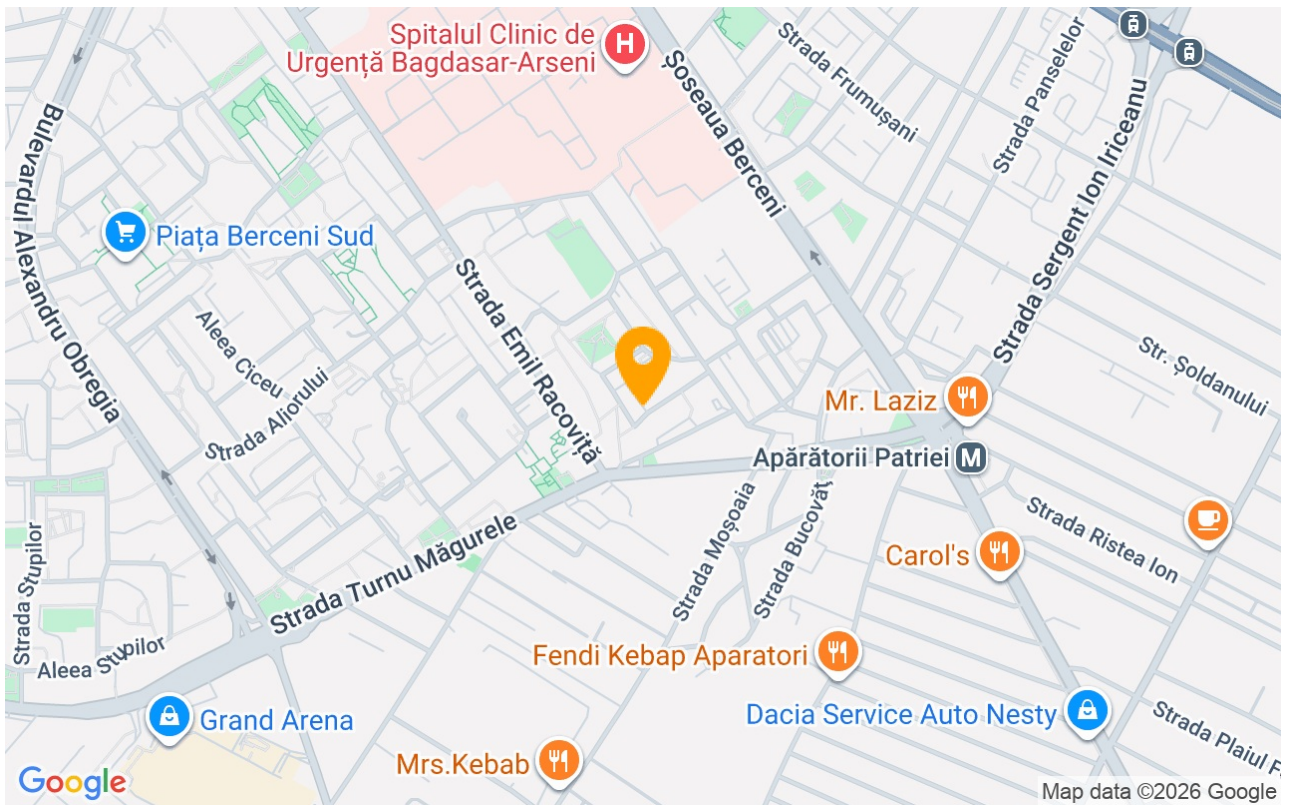 Spitalul Clinic de
Urgență Bagdasar-Arseni
H
Șoseaua Berceni
Strada Frumușani
Strada Panselelor
Strada Sergent Ion Iriceanu
Bulevardul Alexandru Obregia
Piața Berceni Sud
Strada Emil Racoviță
Aleea Ciceu
Strada Aliorului
Str. Șoldanului
Mr. Laziz
Apărătorii Patriei M
Strada Moșoaia
Strada Bucovăț
Strada Ristea Ion
Carol's
Strada Turnu Măgurele
Strada Stupilor
Aleea Stupilor
Fendi Kebap Aparatori
Grand Arena
Dacia Service Auto Nesty
Strada Plaiul F
Mrs.Kebab
Google
Map data ©2026 Google